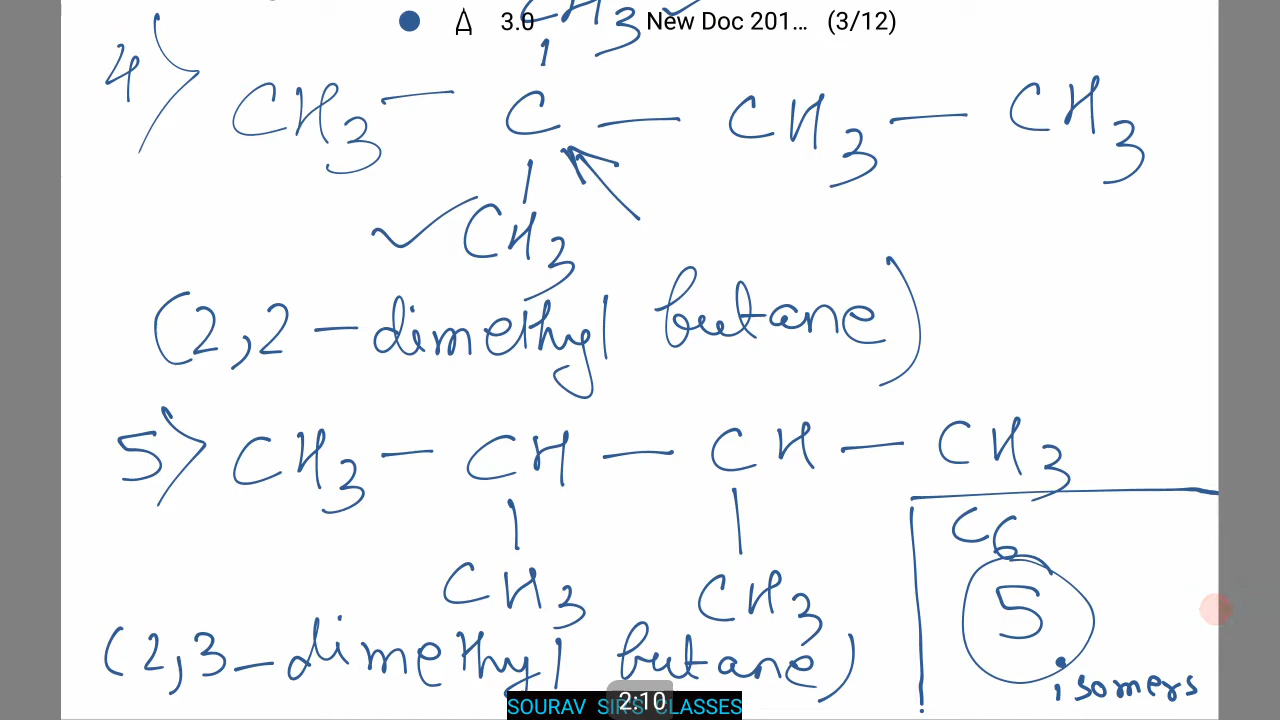 A 3.0 New Doc 201... (3/12)
CH3
4> CH3 — C — CH3 — CH3
CH3
(2,2 – dimethyl butane)
5> CH3 — CH — CH — CH3
CH3 CH3
C6
5
isomers
(2,3 – dimethyl butane)
2:10
SOURAV SIR'S CLASSES